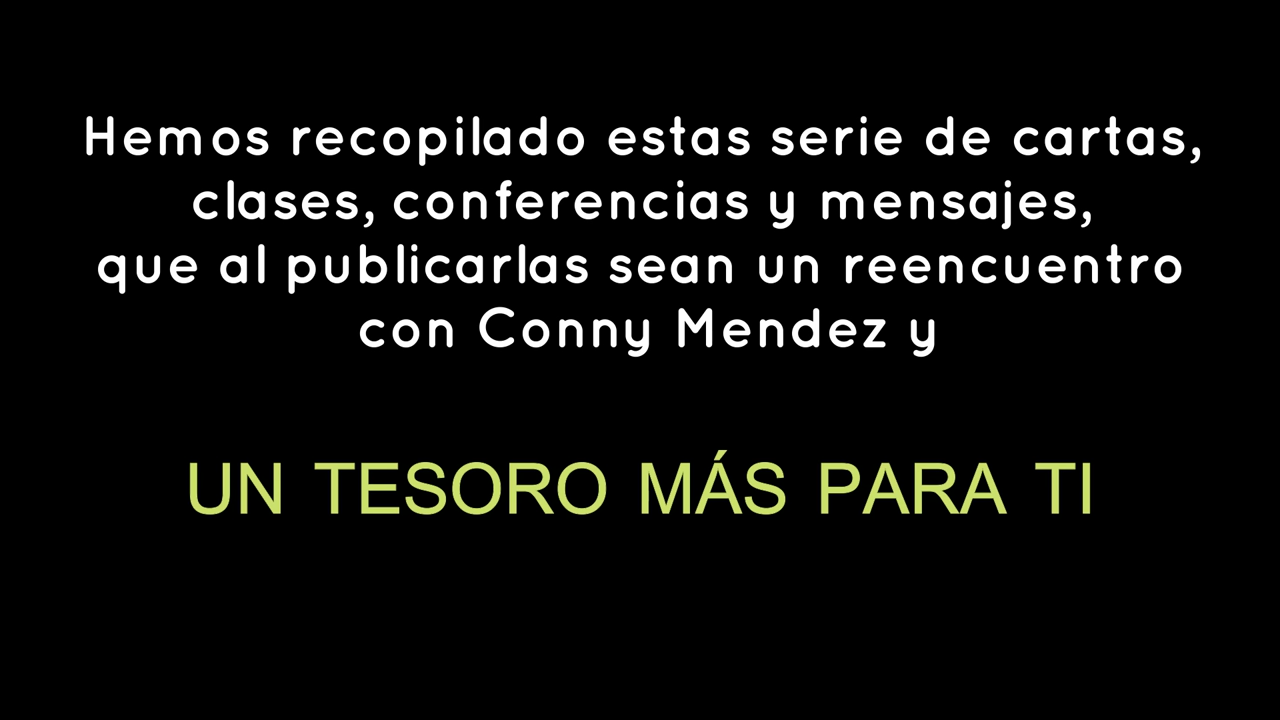 Hemos recopilado estas serie de cartas,
clases, conferencias y mensajes,
que al publicarlas sean un reencuentro
con Conny Mendez y
UN TESORO MÁS PARA TI